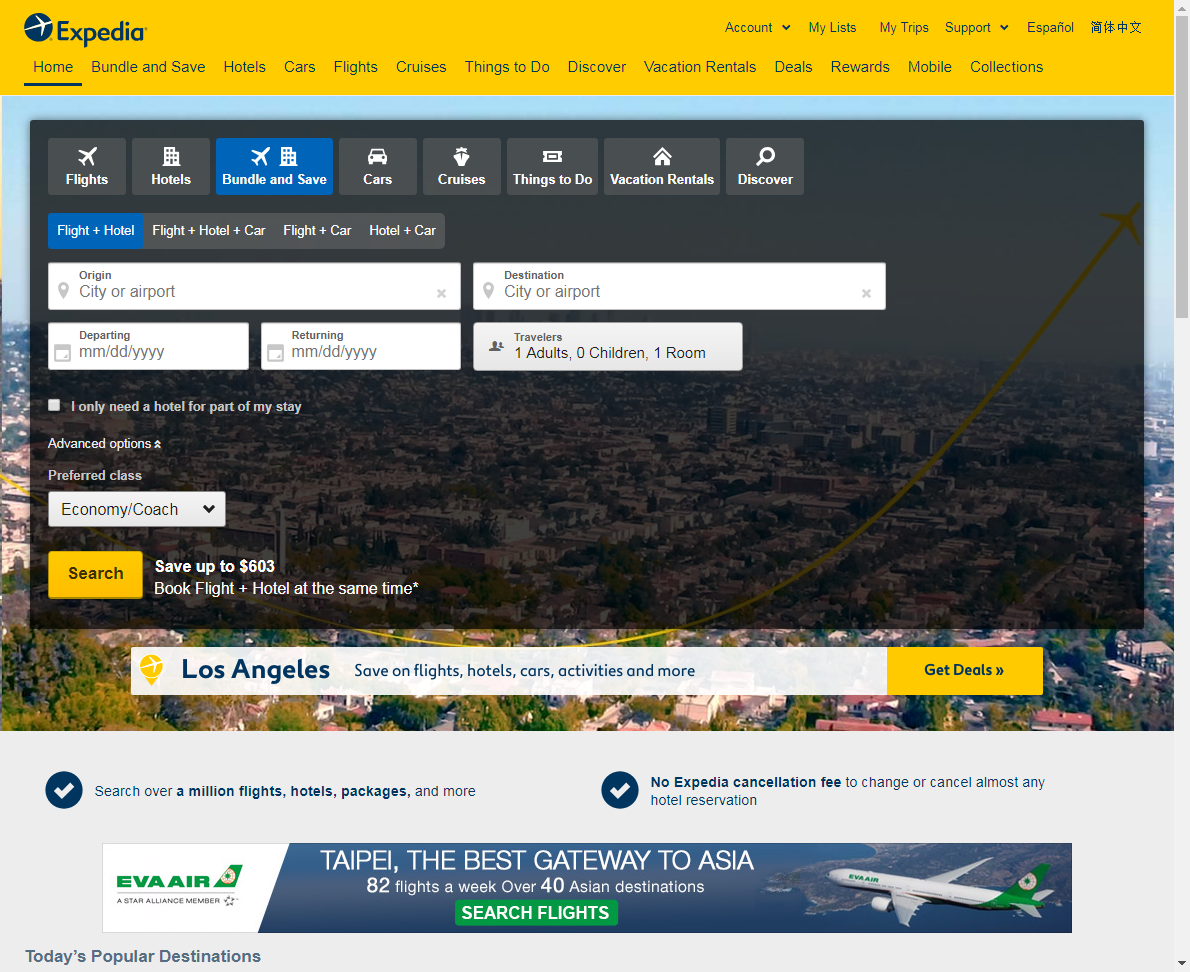 Expedia
Account My Lists My Trips Support Español 简体中文
Home Bundle and Save Hotels Cars Flights Cruises Things to Do Discover Vacation Rentals Deals Rewards Mobile Collections
Flights Hotels Bundle and Save Cars Cruises Things to Do Vacation Rentals Discover
Flight + Hotel Flight + Hotel + Car Flight + Car Hotel + Car
Origin
City or airport
Destination
City or airport
Departing
mm/dd/yyyy
Returning
mm/dd/yyyy
Travelers
1 Adults, 0 Children, 1 Room
I only need a hotel for part of my stay
Advanced options
Preferred class
Economy/Coach
Search
Save up to $603
Book Flight + Hotel at the same time*
Los Angeles Save on flights, hotels, cars, activities and more Get Deals »
Search over a million flights, hotels, packages, and more
No Expedia cancellation fee to change or cancel almost any
hotel reservation
EVA AIR
A STAR ALLIANCE MEMBER
TAIPEI, THE BEST GATEWAY TO ASIA
82 flights a week Over 40 Asian destinations
SEARCH FLIGHTS
EVA AIR
Today’s Popular Destinations